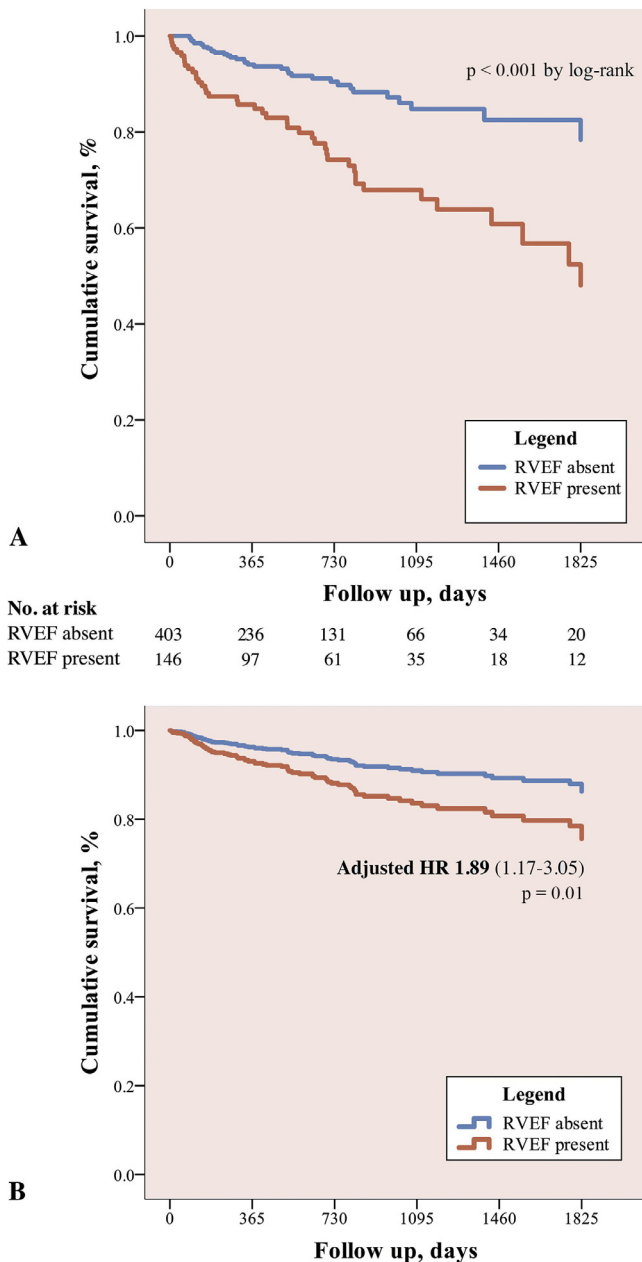 1.0
0.8
0.6
0.4
0.2
0.0
Cumulative survival, %
p < 0.001 by log-rank
Legend
RVEF absent
RVEF present
A
0 365 730 1095 1460 1825
Follow up, days
No. at risk
RVEF absent 403 236 131 66 34 20
RVEF present 146 97 61 35 18 12
1.0
0.8
0.6
0.4
0.2
0.0
Cumulative survival, %
Adjusted HR 1.89 (1.17-3.05)
p = 0.01
Legend
RVEF absent
RVEF present
B
0 365 730 1095 1460 1825
Follow up, days